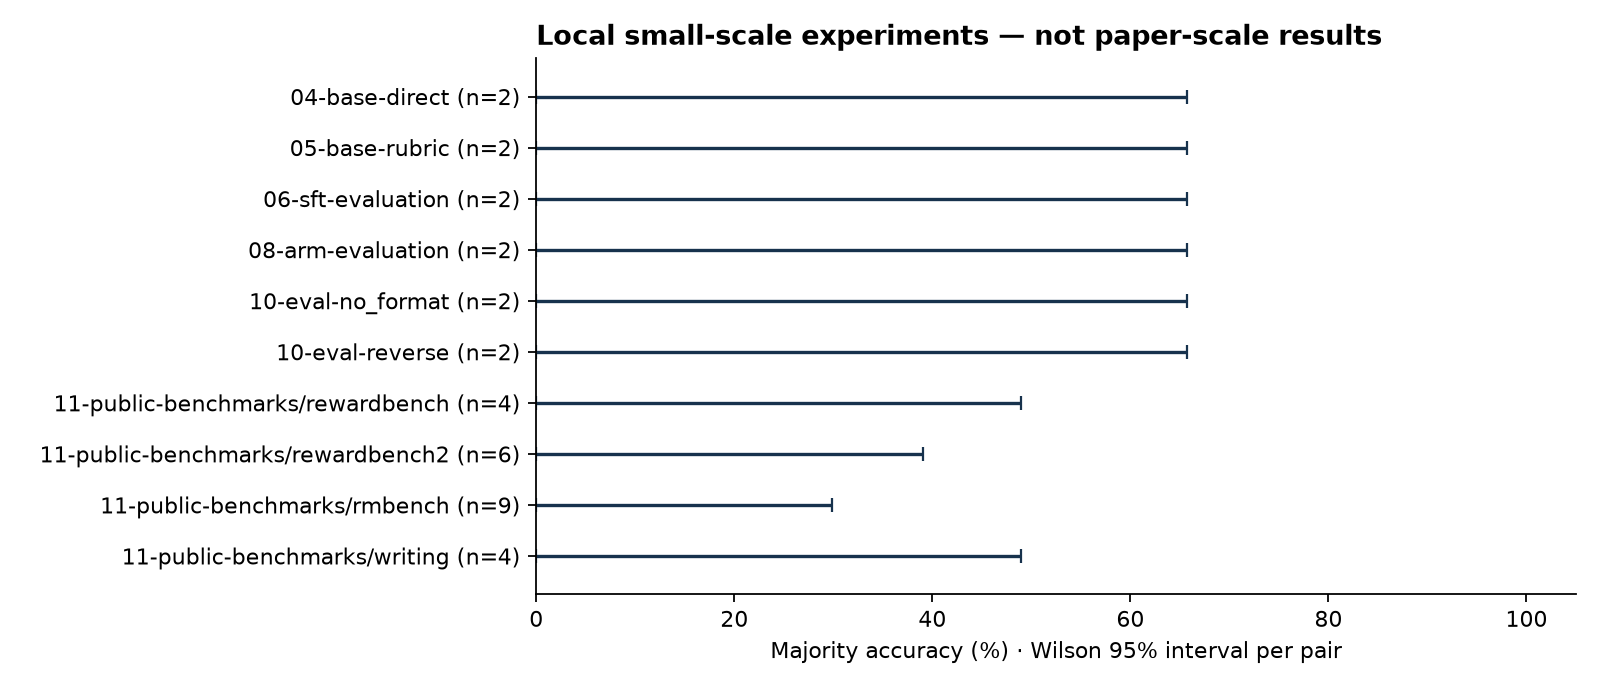 Local small-scale experiments — not paper-scale results
04-base-direct (n=2)
05-base-rubric (n=2)
06-sft-evaluation (n=2)
08-arm-evaluation (n=2)
10-eval-no_format (n=2)
10-eval-reverse (n=2)
11-public-benchmarks/rewardbench (n=4)
11-public-benchmarks/rewardbench2 (n=6)
11-public-benchmarks/rmbench (n=9)
11-public-benchmarks/writing (n=4)
0 20 40 60 80 100
Majority accuracy (%) · Wilson 95% interval per pair